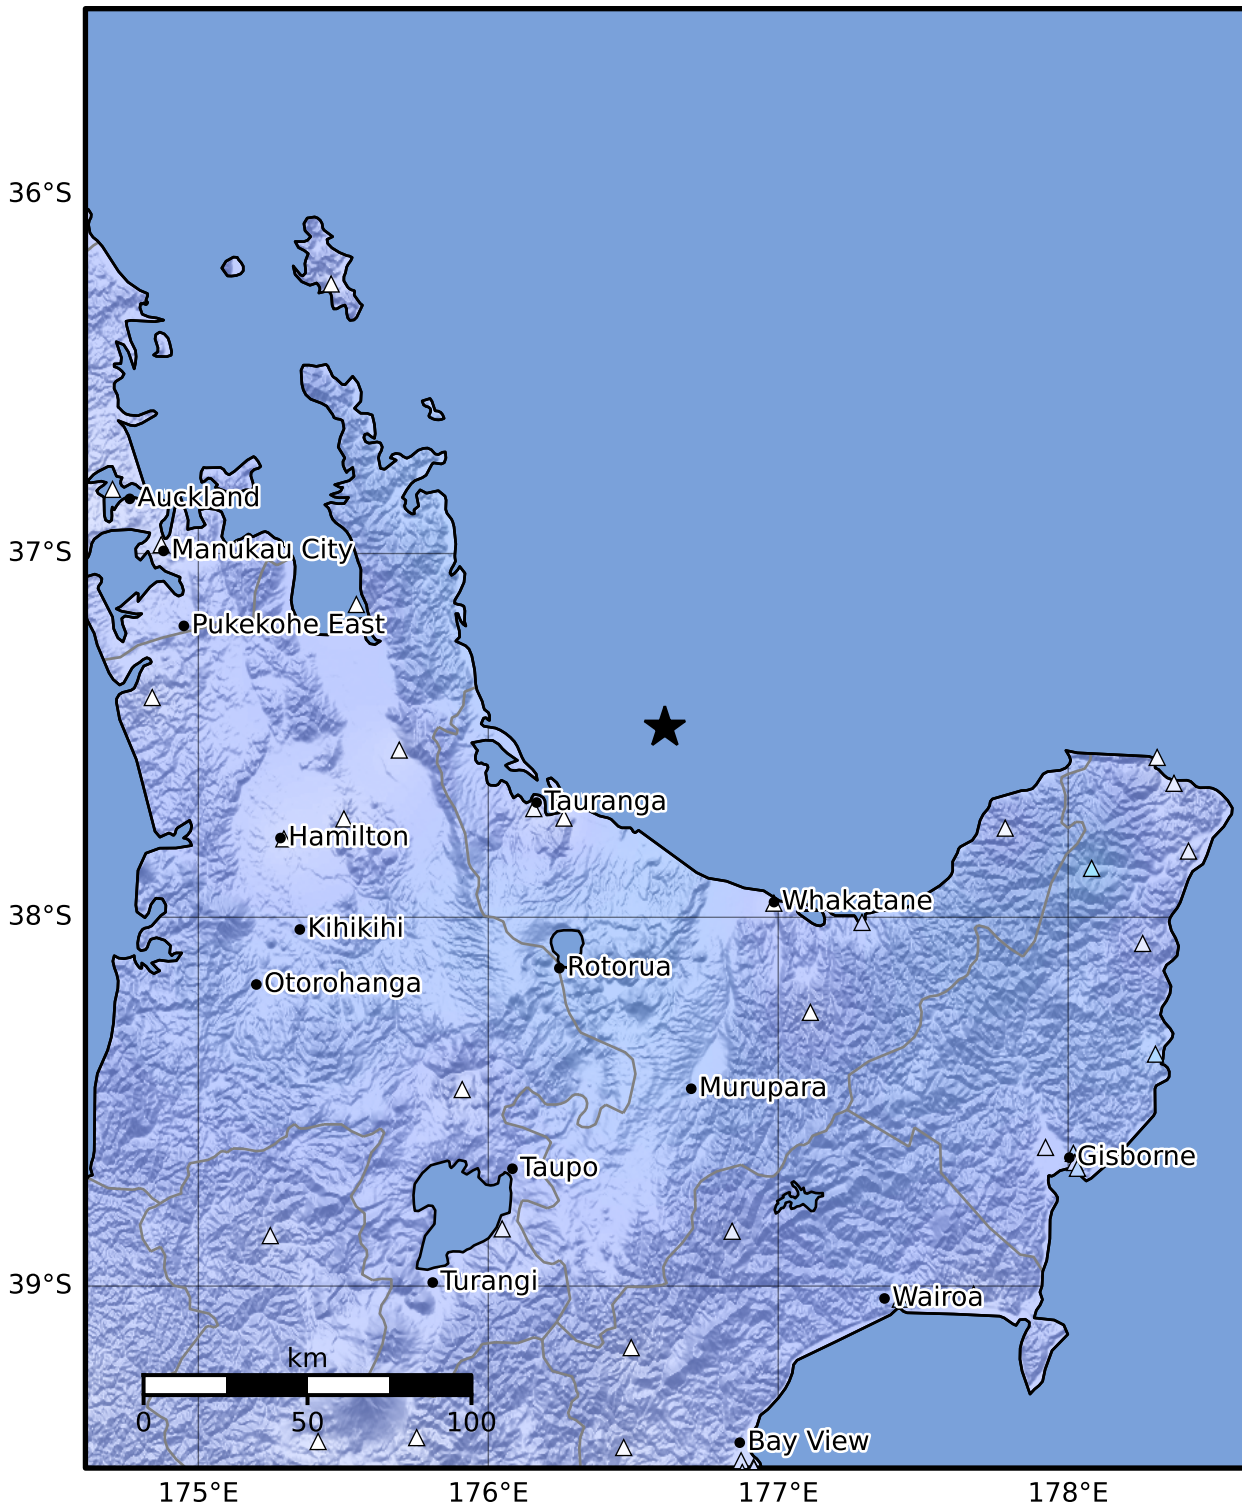 36°S
Auckland
37°S
Manukau City
Pukekohe East
Tauranga
Hamilton
Whakatane
38°S
Kihikihi
Rotorua
Otorohanga
Murupara
Gisborne
Taupo
39°S
Turangi
Wairoa
km
0 50 100
Bay View
175°E 176°E 177°E 178°E